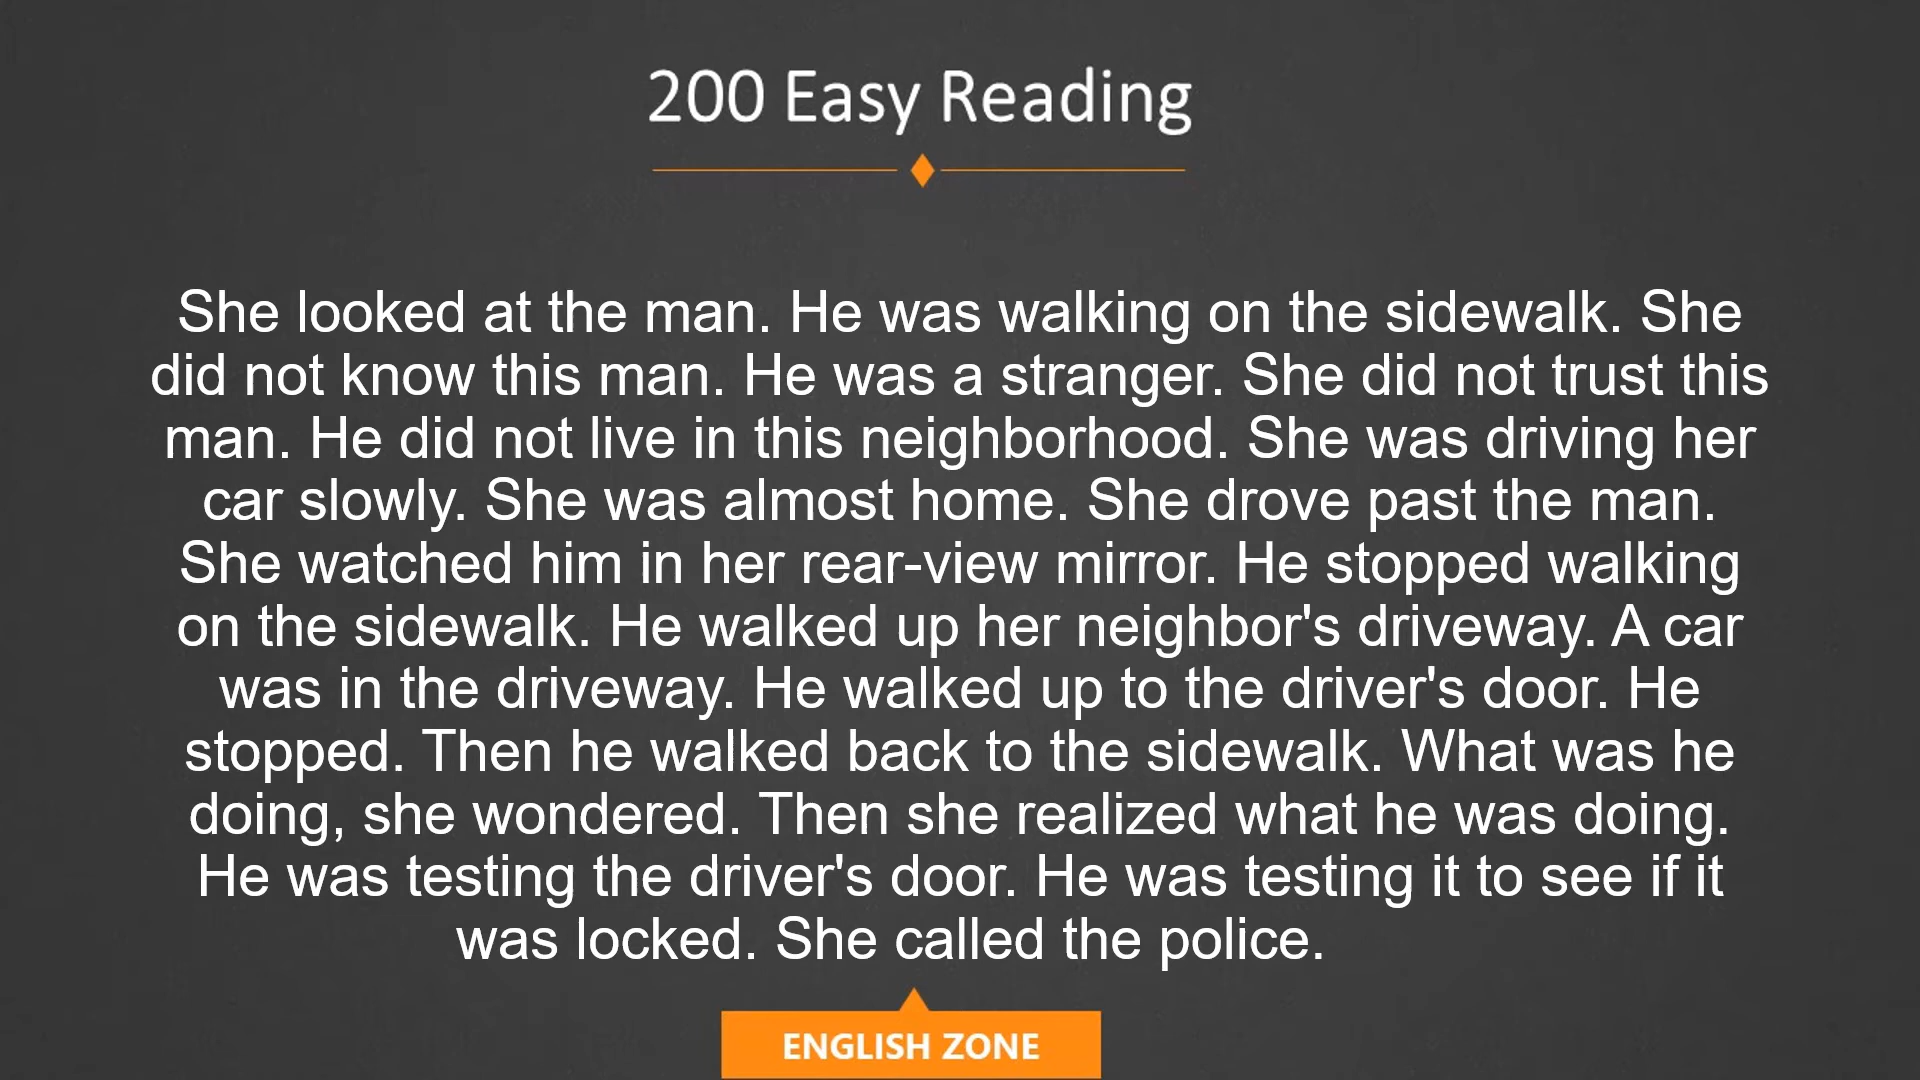 200 Easy Reading
She looked at the man. He was walking on the sidewalk. She
did not know this man. He was a stranger. She did not trust this
man. He did not live in this neighborhood. She was driving her
car slowly. She was almost home. She drove past the man.
She watched him in her rear-view mirror. He stopped walking
on the sidewalk. He walked up her neighbor's driveway. A car
was in the driveway. He walked up to the driver's door. He
stopped. Then he walked back to the sidewalk. What was he
doing, she wondered. Then she realized what he was doing.
He was testing the driver's door. He was testing it to see if it
was locked. She called the police.
ENGLISH ZONE